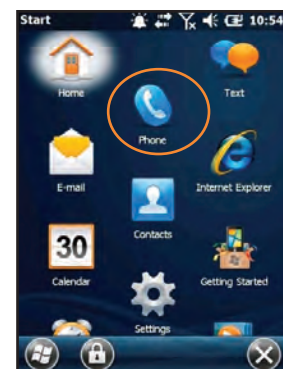 Start 10:54
Home
Text
Phone
E-mail
Internet Explorer
Contacts
30
Calendar
Getting Started
Settings